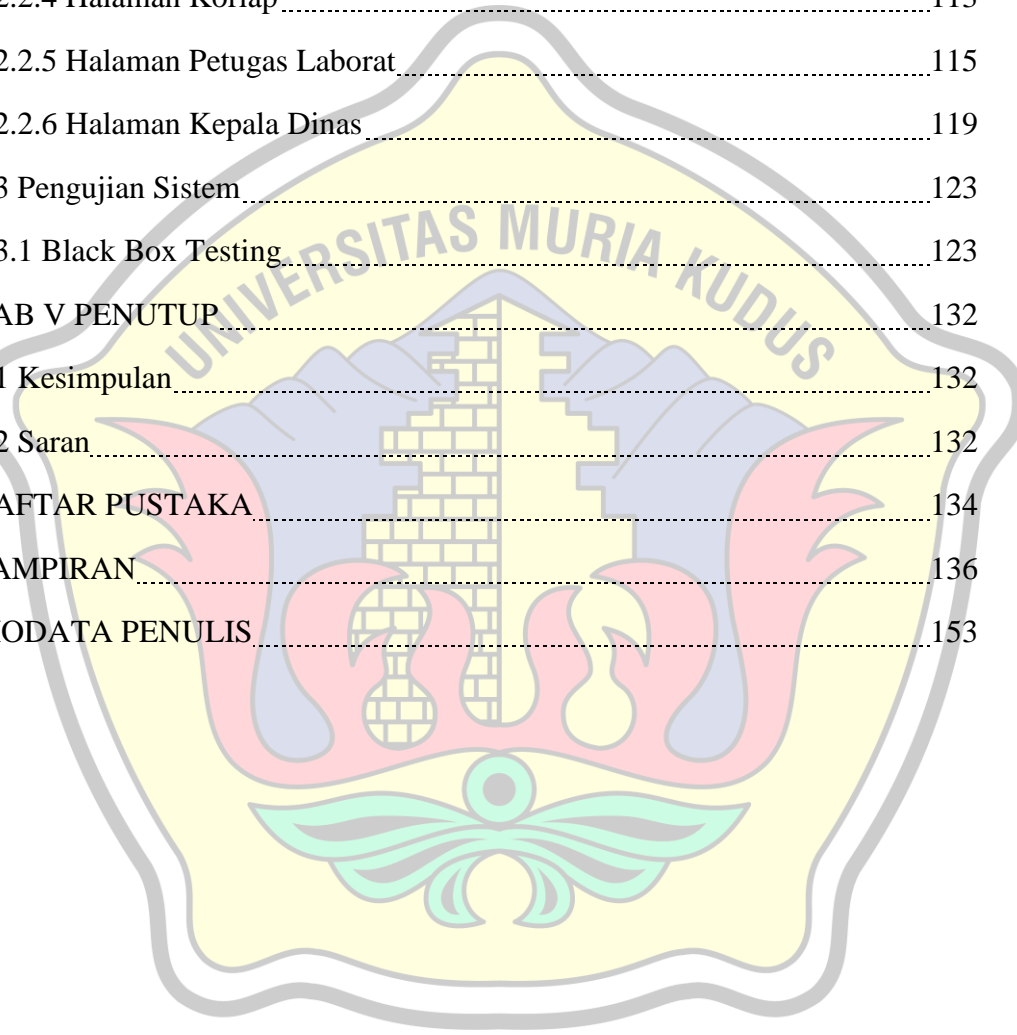 2.2.4 Halaman Korlap 113
2.2.5 Halaman Petugas Laborat 115
2.2.6 Halaman Kepala Dinas 119
3 Pengujian Sistem 123
3.1 Black Box Testing 123
AB V PENUTUP 132
1 Kesimpulan 132
2 Saran 132
AFTAR PUSTAKA 134
AMPIRAN 136
IODATA PENULIS 153
UNIVERSITAS MURIA KUDUS